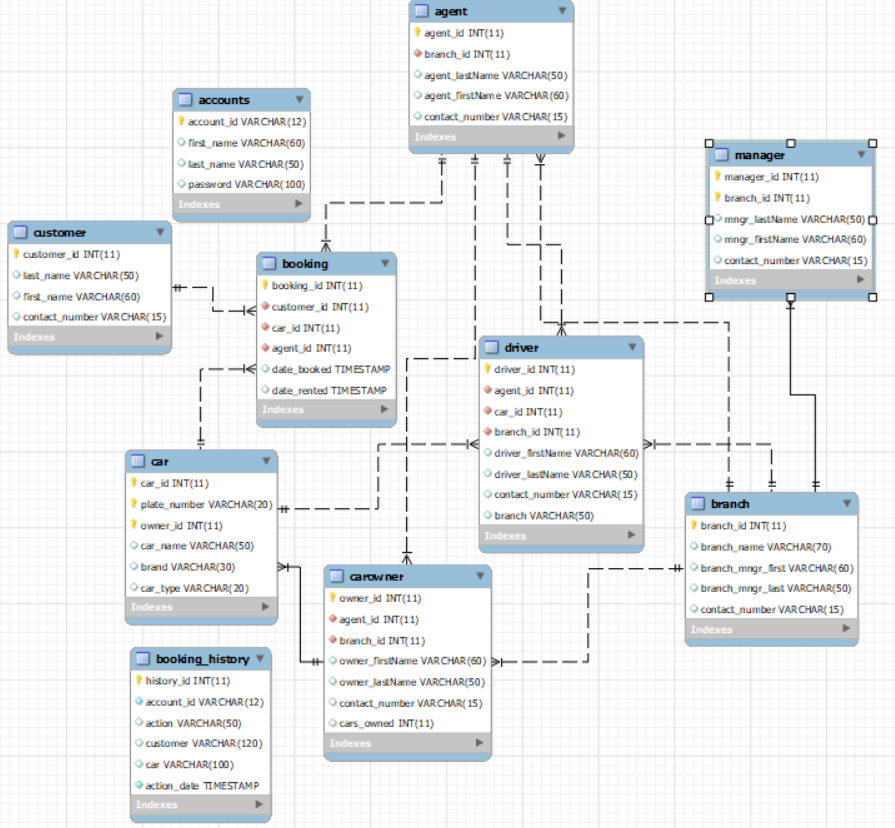 agent
agent_id INT(11)
branch_id INT(11)
agent_lastName VARCHAR(50)
agent_firstName VARCHAR(60)
contact_number VARCHAR(15)
Indexes
accounts
account_id VARCHAR(12)
first_name VARCHAR(60)
last_name VARCHAR(50)
password VARCHAR(100)
Indexes
manager
manager_id INT(11)
branch_id INT(11)
mngr_lastName VARCHAR(50)
mngr_firstName VARCHAR(60)
contact_number VARCHAR(15)
Indexes
customer
customer_id INT(11)
last_name VARCHAR(50)
first_name VARCHAR(60)
contact_number VARCHAR(15)
Indexes
booking
booking_id INT(11)
customer_id INT(11)
car_id INT(11)
agent_id INT(11)
date_booked TIMESTAMP
date_rented TIMESTAMP
Indexes
driver
driver_id INT(11)
agent_id INT(11)
car_id INT(11)
branch_id INT(11)
driver_firstName VARCHAR(60)
driver_lastName VARCHAR(50)
contact_number VARCHAR(15)
branch VARCHAR(50)
Indexes
car
car_id INT(11)
plate_number VARCHAR(20)
owner_id INT(11)
car_name VARCHAR(50)
brand VARCHAR(30)
car_type VARCHAR(20)
Indexes
branch
branch_id INT(11)
branch_name VARCHAR(70)
branch_mngr_first VARCHAR(60)
branch_mngr_last VARCHAR(50)
contact_number VARCHAR(15)
Indexes
carowner
owner_id INT(11)
agent_id INT(11)
branch_id INT(11)
owner_firstName VARCHAR(60)
owner_lastName VARCHAR(50)
contact_number VARCHAR(15)
cars_owned INT(11)
Indexes
booking_history
history_id INT(11)
account_id VARCHAR(12)
action VARCHAR(50)
customer VARCHAR(120)
car VARCHAR(100)
action_date TIMESTAMP
Indexes